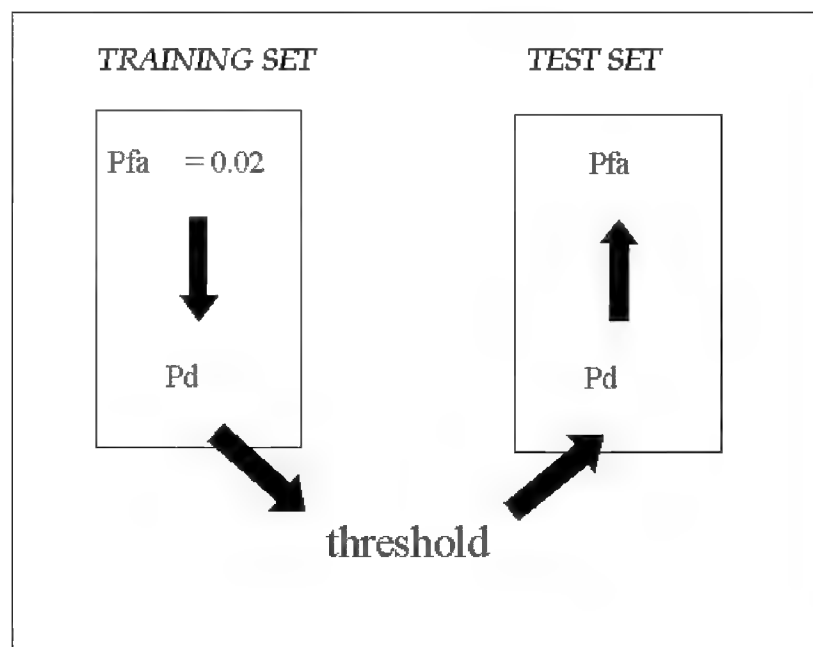 TRAINING SET
TEST SET
Pfa = 0.02
Pfa
Pd
Pd
threshold